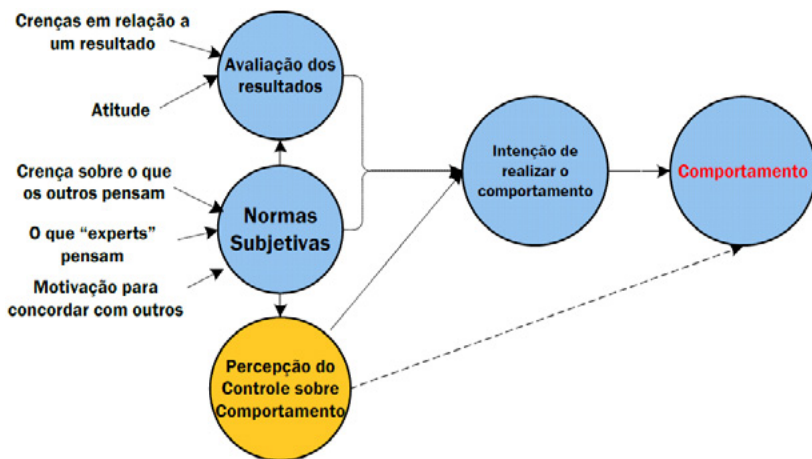 Crenças em relação a
um resultado
Atitude
Avaliação dos
resultados
Crença sobre o que
os outros pensam
O que “experts”
pensam
Motivação para
concordar com outros
Normas
Subjetivas
Percepção do
Controle sobre
Comportamento
Intenção de
realizar o
comportamento
Comportamento